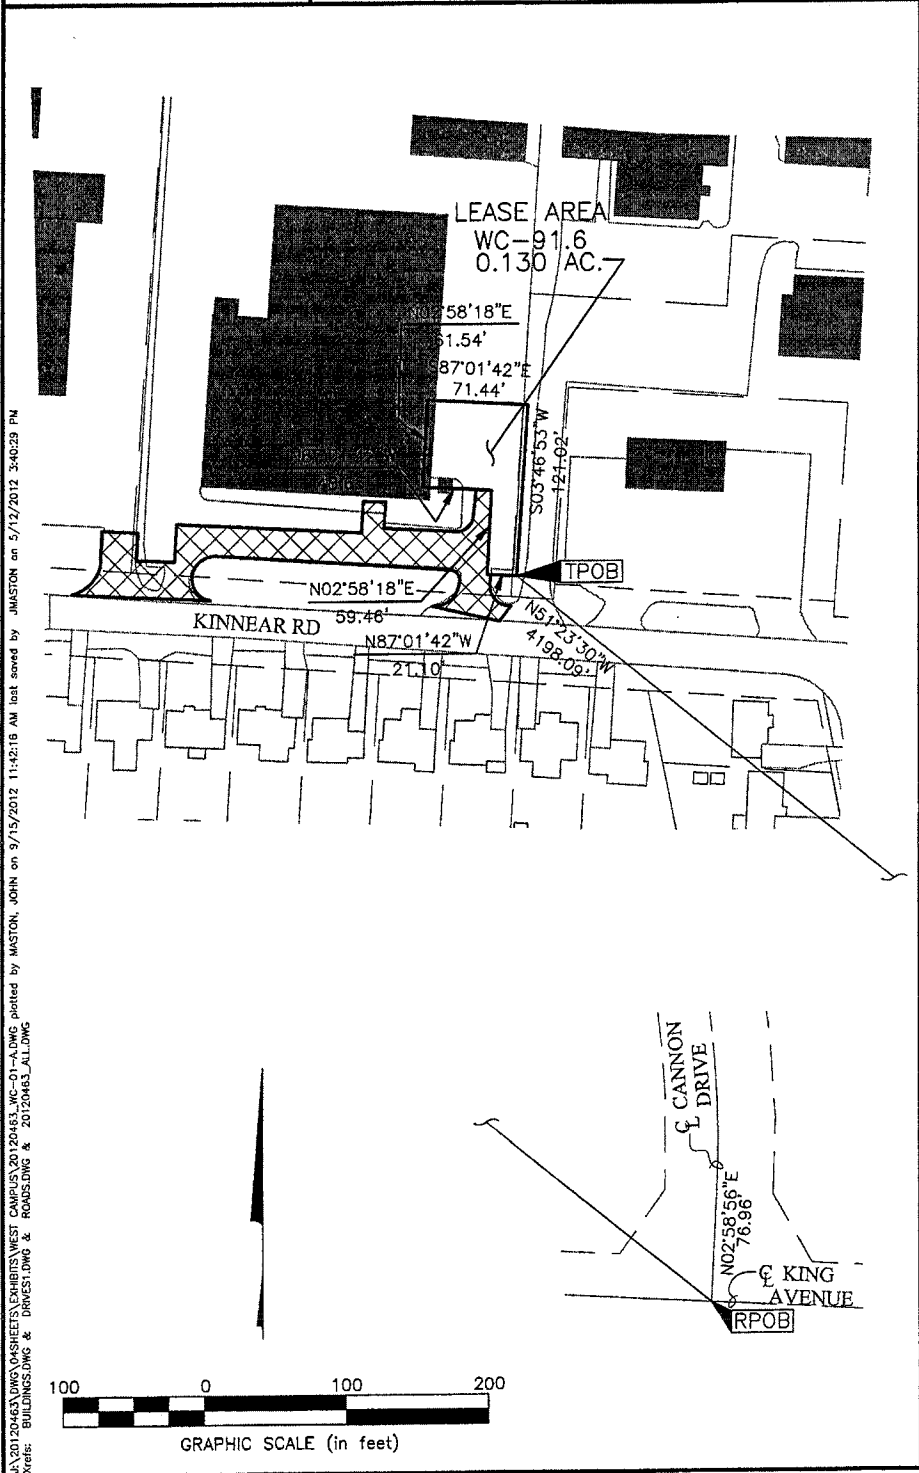 LEASE AREA
WC-91.6
0.130 AC.
58'18"E
61.54'
87°01'42"E
71.44'
S03°46'53"W
121.02'
TPOB
N02°58'18"E
59.46'
KINNEAR RD
N87°01'42"W
21.10'
N51°23'30"W
4198.09'
℄ CANNON
DRIVE
N02°58'56"E
76.96'
℄ KING
AVENUE
RPOB
100 0 100 200
GRAPHIC SCALE (in feet)
J:\20120463\DWG\04SHEETS\EXHIBITS\WEST CAMPUS\20120463_WC-01-A.DWG plotted by MASTON, JOHN on 9/15/2012 11:42:16 AM last saved by JMASTON on 5/12/2012 3:40:29 PM
Xrefs: BUILDINGS.DWG & DRIVES1.DWG & ROADS.DWG & 20120463_ALL.DWG